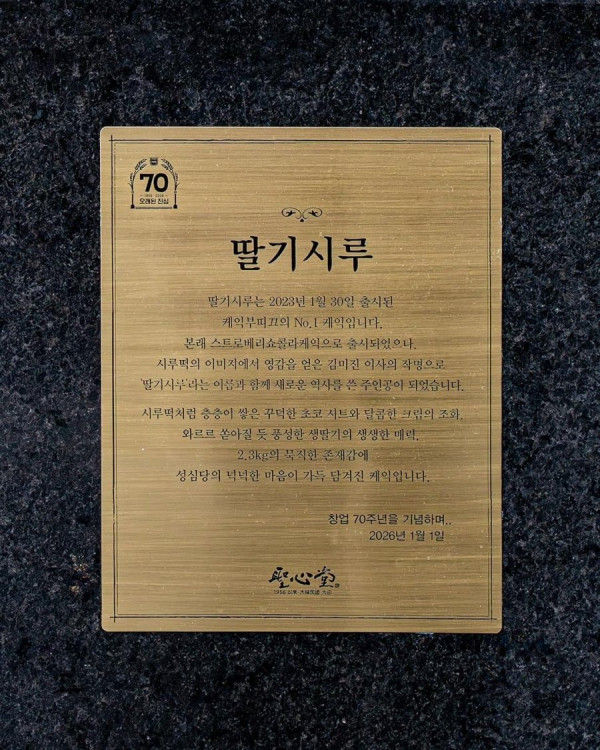 70
1956 - 2026
오래된 진심
딸기시루
딸기시루는 2023년 1월 30일 출시된
케익부띠끄의 No.1 케익입니다.
본래 스트로베리쇼콜라케익으로 출시되었으나,
시루떡의 이미지에서 영감을 얻은 김미진 이사의 작명으로
'딸기시루'라는 이름과 함께 새로운 역사를 쓴 주인공이 되었습니다.
시루떡처럼 층층이 쌓은 꾸덕한 초코 시트와 달콤한 크림의 조화,
와르르 쏟아질 듯 풍성한 생딸기의 생생한 매력,
2.3kg의 묵직한 존재감에
성심당의 넉넉한 마음이 가득 담겨진 케익입니다.
창업 70주년을 기념하며,,
2026년 1월 1일
聖心堂